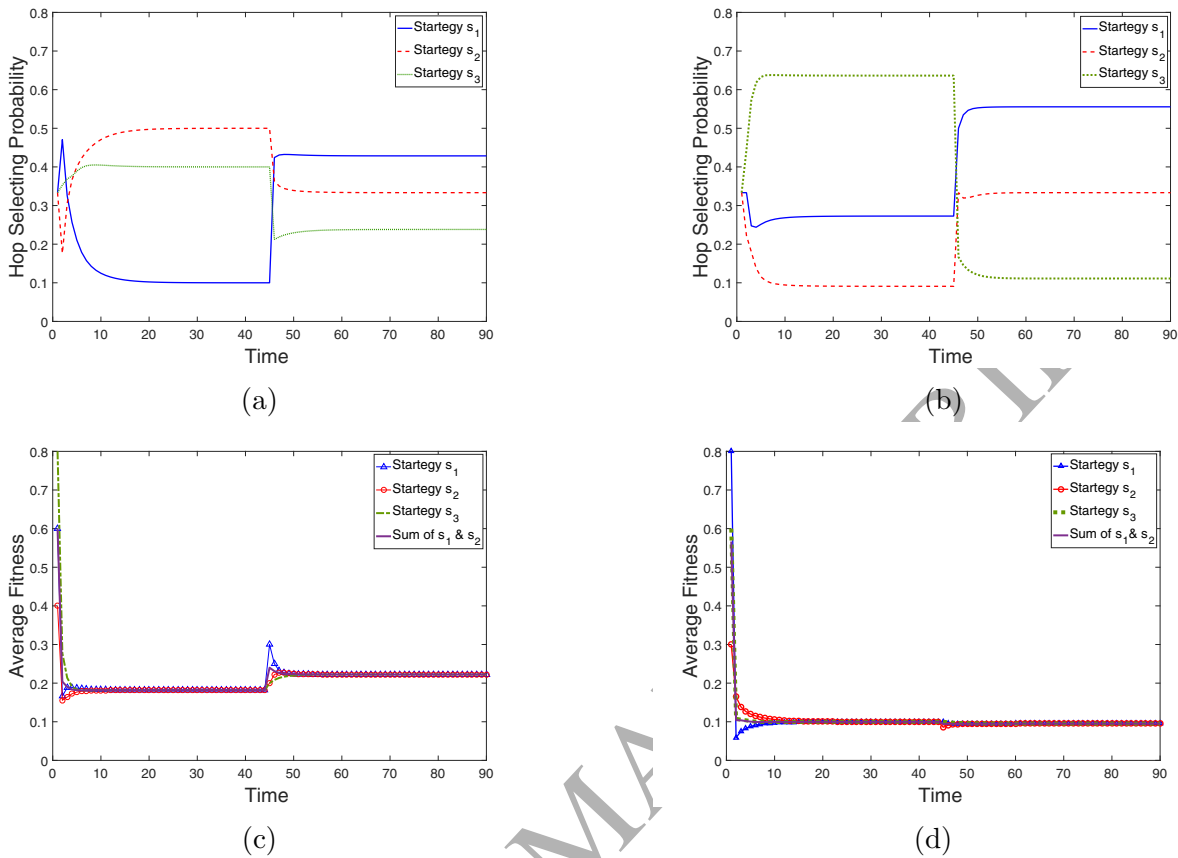 Startegy s1
Startegy s2
Startegy s3
Hop Selecting Probability
0.8
0.7
0.6
0.5
0.4
0.3
0.2
0.1
0
0 10 20 30 40 50 60 70 80 90
Time
(a)
Startegy s1
Startegy s2
Startegy s3
Hop Selecting Probability
0.8
0.7
0.6
0.5
0.4
0.3
0.2
0.1
0
0 10 20 30 40 50 60 70 80 90
Time
(b)
Startegy s1
Startegy s2
Startegy s3
Sum of s1 & s2
Average Fitness
0.8
0.7
0.6
0.5
0.4
0.3
0.2
0.1
0
0 10 20 30 40 50 60 70 80 90
Time
(c)
Startegy s1
Startegy s2
Startegy s3
Sum of s1& s2
Average Fitness
0.8
0.7
0.6
0.5
0.4
0.3
0.2
0.1
0
0 10 20 30 40 50 60 70 80 90
Time
(d)